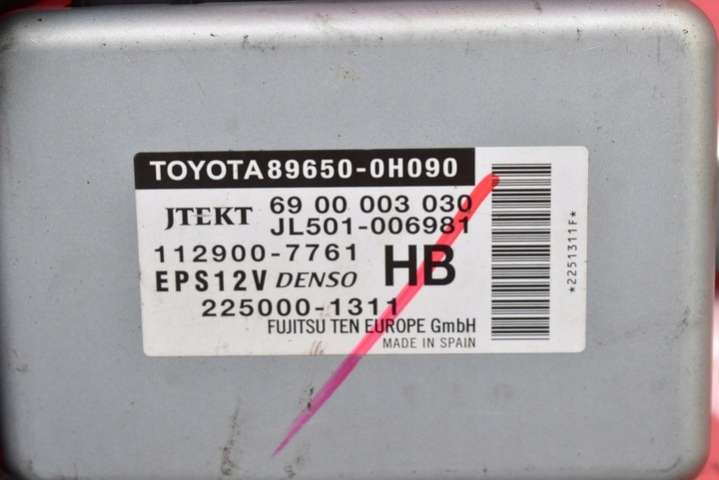 TOYOTA 89650-0H090
JTEKT 69 00 003 030
JL501-006981
112900-7761 HB
EPS12V DENSO
225000-1311
FUJITSU TEN EUROPE GmbH
MADE IN SPAIN
*2251311F*